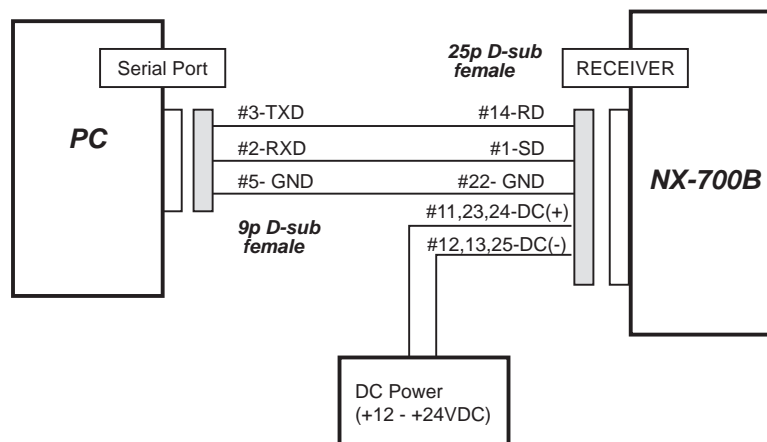 25p D-sub
female
Serial Port
RECEIVER
#3-TXD
#14-RD
PC
#2-RXD
#1-SD
NX-700B
#5- GND
#22- GND
#11,23,24-DC(+)
9p D-sub
female
#12,13,25-DC(-)
DC Power
(+12 - +24VDC)